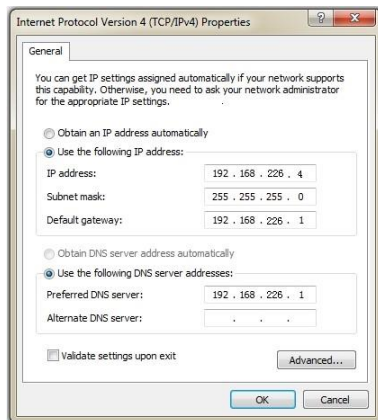 Internet Protocol Version 4 (TCP/IPv4) Properties
General
You can get IP settings assigned automatically if your network supports
this capability. Otherwise, you need to ask your network administrator
for the appropriate IP settings.
Obtain an IP address automatically
Use the following IP address:
IP address: 192 . 168 . 226 . 4
Subnet mask: 255 . 255 . 255 . 0
Default gateway: 192 . 168 . 226 . 1
Obtain DNS server address automatically
Use the following DNS server addresses:
Preferred DNS server: 192 . 168 . 226 . 1
Alternate DNS server: . . .
Validate settings upon exit
Advanced...
OK Cancel